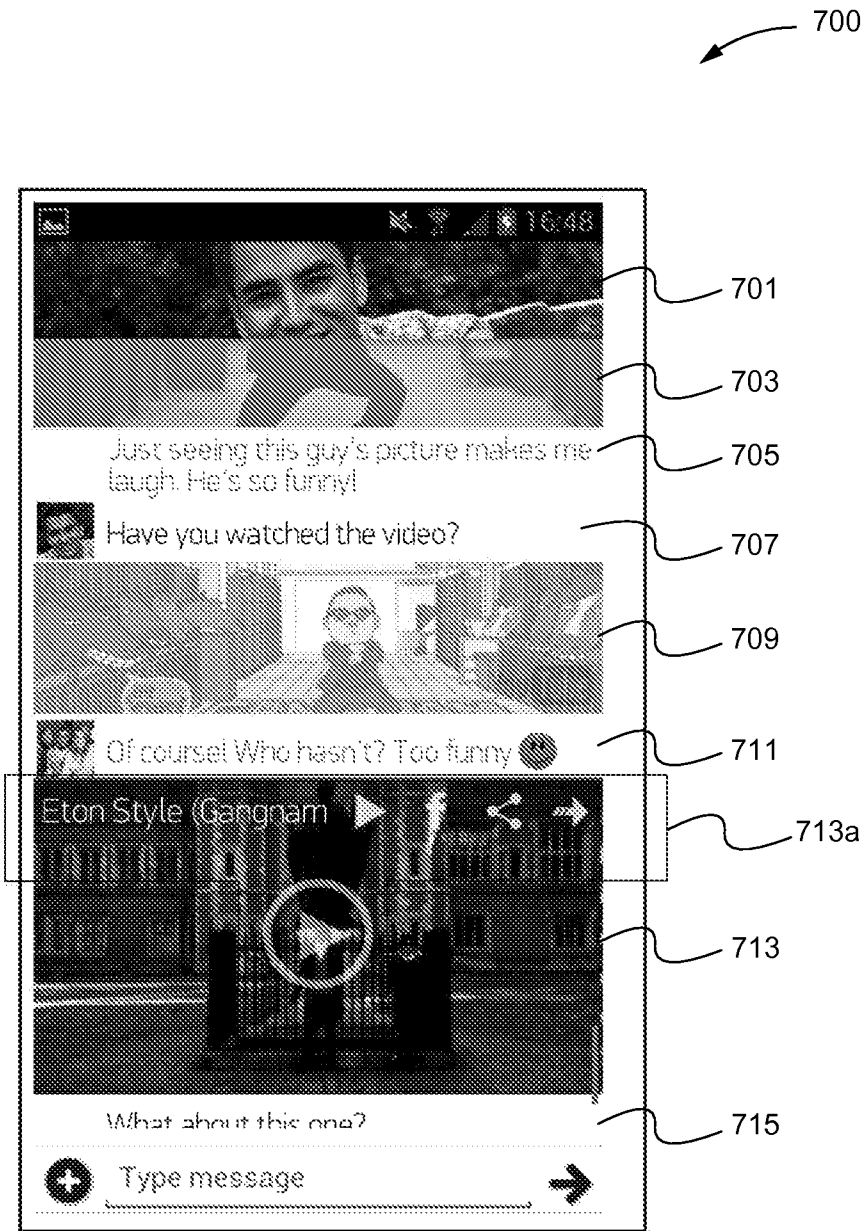 700
16:48
701
703
Just seeing this guy's picture makes me
laugh. He's so funny!
705
Have you watched the video?
707
709
Of course! Who hasn't? Too funny
711
Eton Style (Gangnam
713a
713
What about this one?
715
Type message